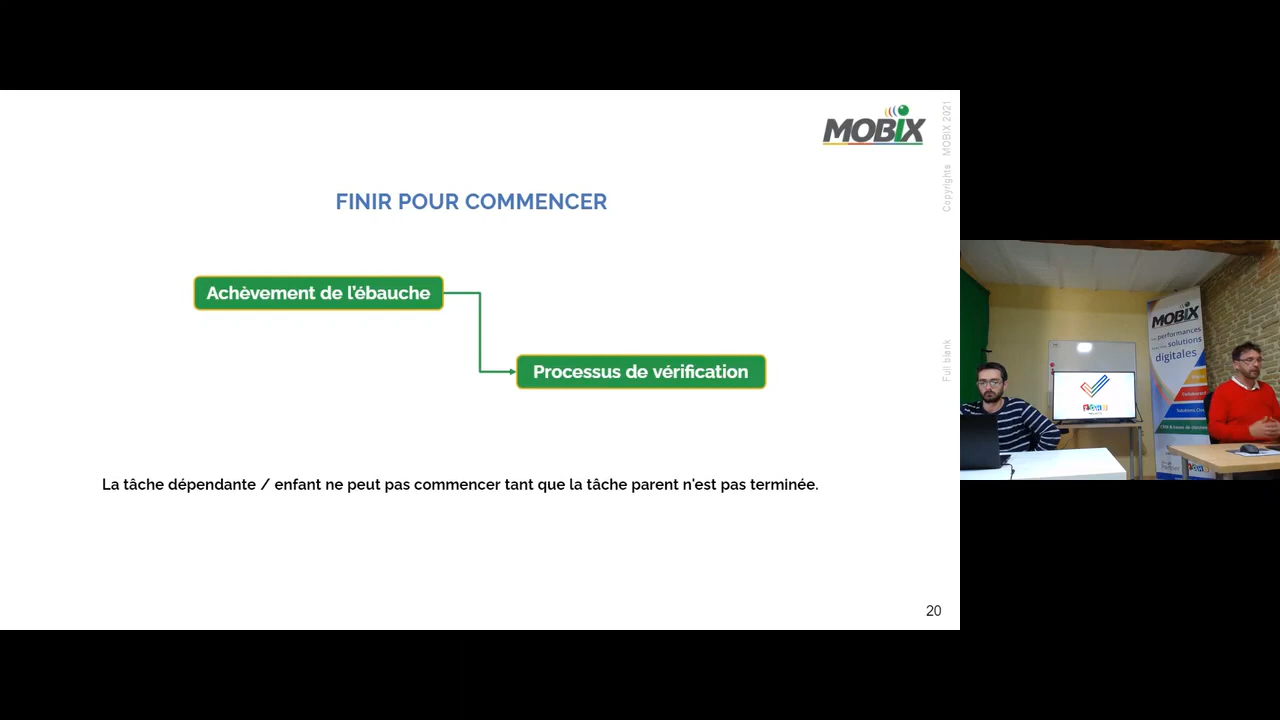 MOBIX
Copyrights MOBIX 2021
FINIR POUR COMMENCER
Achèvement de l'ébauche
Processus de vérification
Full blank
La tâche dépendante / enfant ne peut pas commencer tant que la tâche parent n'est pas terminée.
20
MOBIX
performances
solutions
digitales